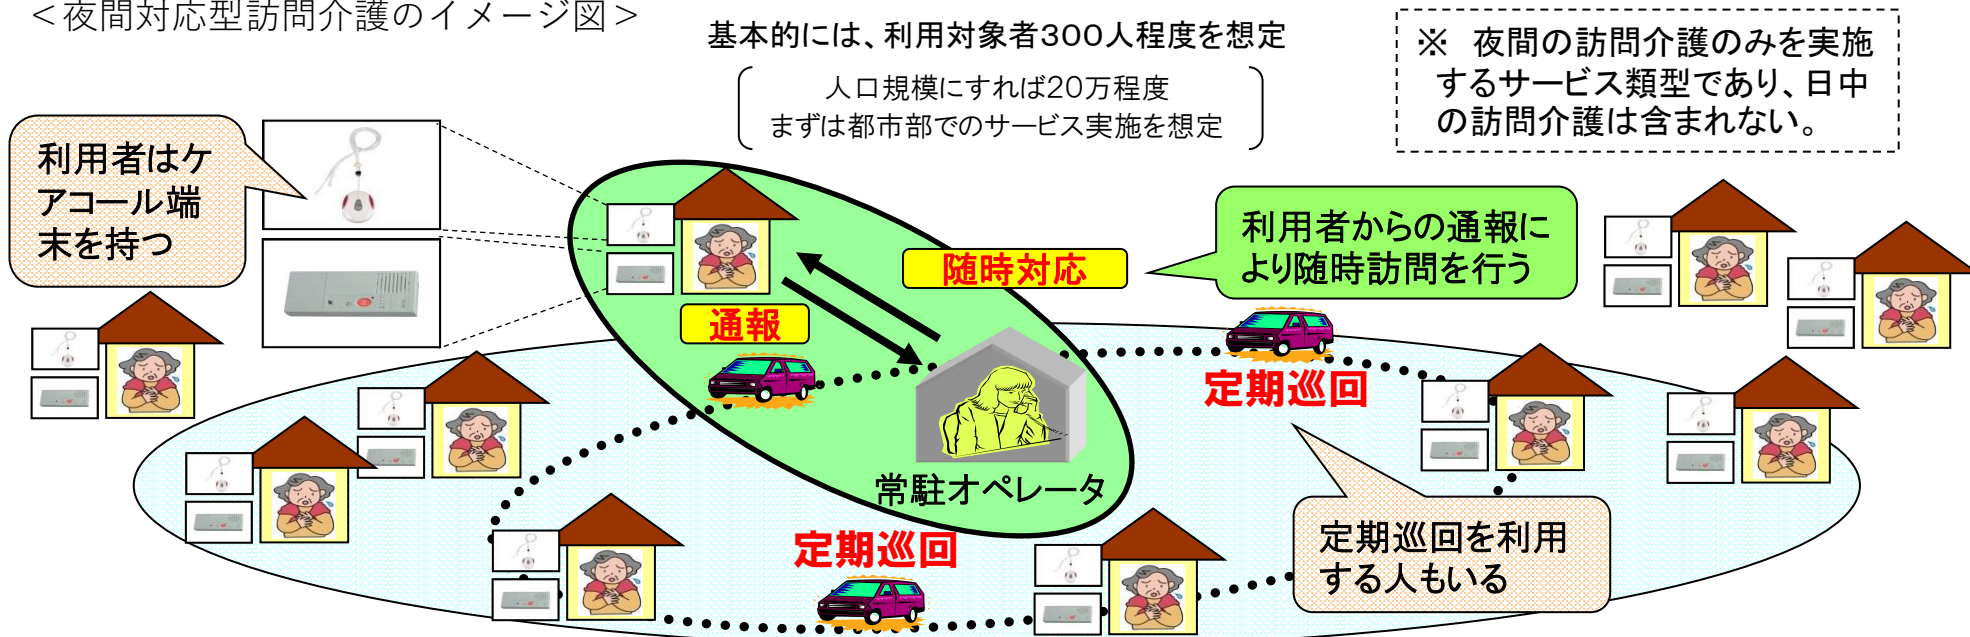 ＜夜間対応型訪問介護のイメージ図＞
基本的には、利用対象者300人程度を想定
人口規模にすれば20万程度
まずは都市部でのサービス実施を想定
※　夜間の訪問介護のみを実施
するサービス類型であり、日中
の訪問介護は含まれない。
利用者はケ
アコール端
末を持つ
随時対応
利用者からの通報に
より随時訪問を行う
通報
定期巡回
常駐オペレータ
定期巡回
定期巡回を利用
する人もいる